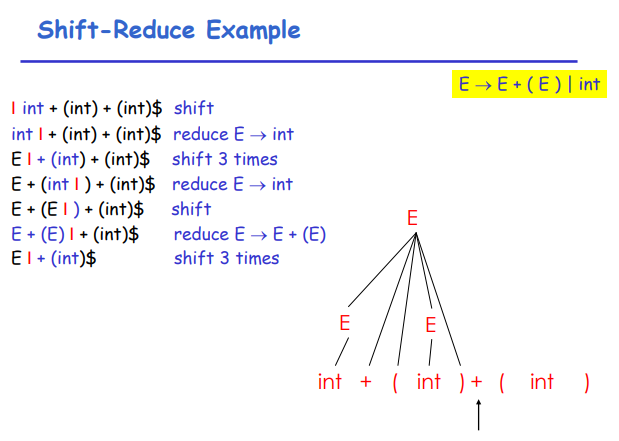 Shift-Reduce Example
E → E + ( E ) | int
I int + (int) + (int)$ shift
int I + (int) + (int)$ reduce E → int
E I + (int) + (int)$ shift 3 times
E + (int I ) + (int)$ reduce E → int
E + (E I ) + (int)$ shift
E + (E) I + (int)$ reduce E → E + (E)
E I + (int)$ shift 3 times
E
E E
int + ( int ) + ( int )